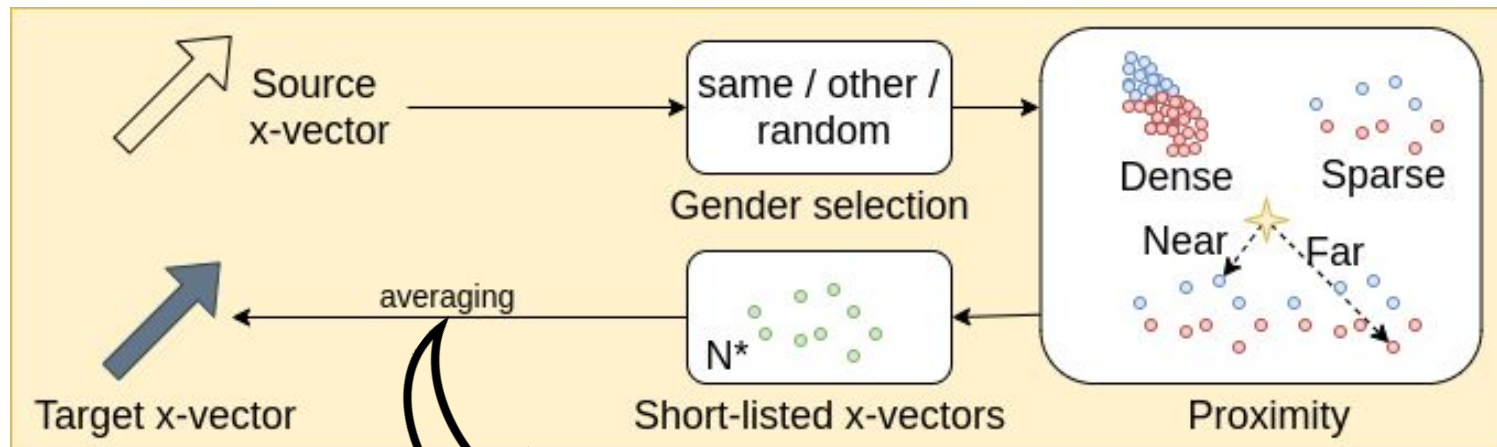 Source
x-vector
same / other /
random
Gender selection
Dense
Sparse
Near
Far
Proximity
averaging
N*
Short-listed x-vectors
Target x-vector